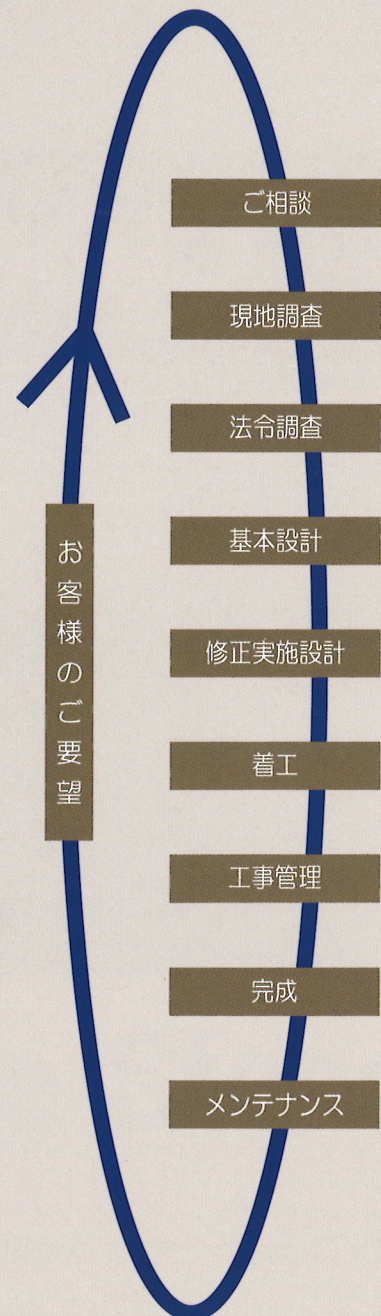 ご相談
現地調査
法令調査
基本設計
修正実施設計
着工
工事管理
完成
メンテナンス
お客様のご要望